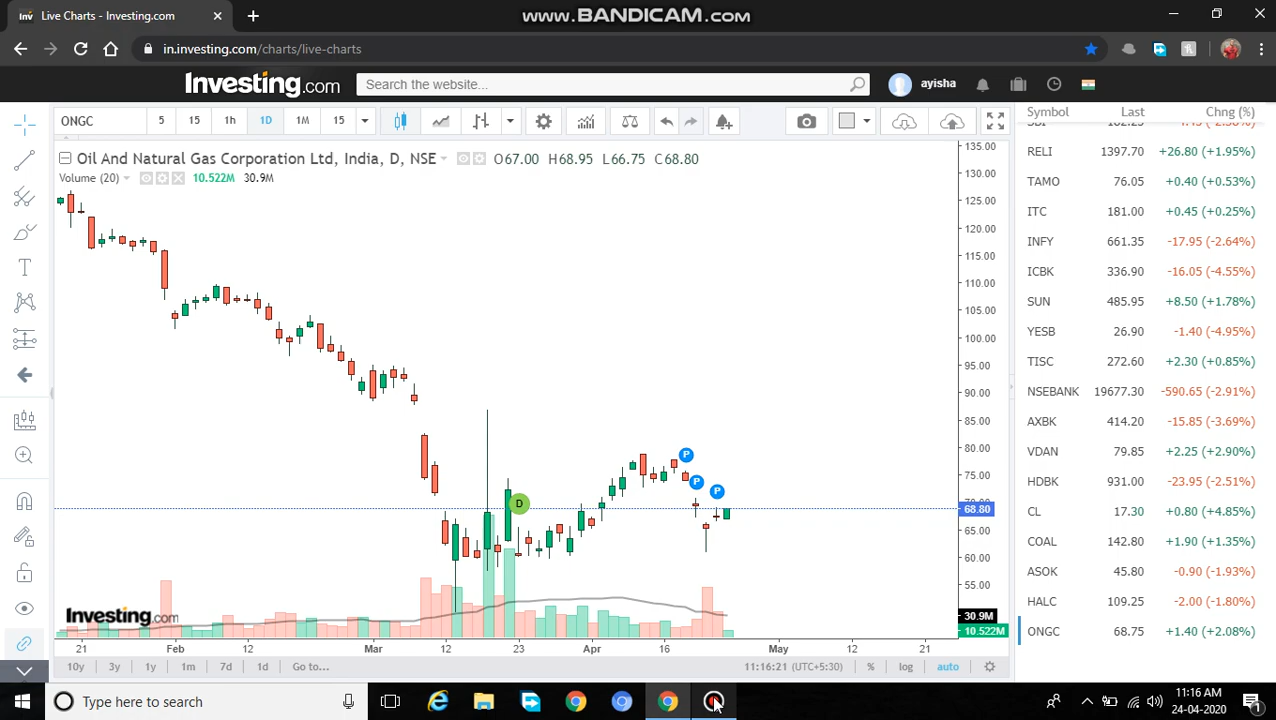 www.BANDICAM.com
Inv Live Charts - Investing.com
in.investing.com/charts/live-charts
Investing.com
Search the website...
ayisha
ONGC 5 15 1h 1D 1M 15
Oil And Natural Gas Corporation Ltd, India, D, NSE O67.00 H68.95 L66.75 C68.80
Volume (20) 10.522M 30.9M
Symbol Last Chng (%)
RELI 1397.70 +26.80 (+1.95%)
TAMO 76.05 +0.40 (+0.53%)
ITC 181.00 +0.45 (+0.25%)
INFY 661.35 -17.95 (-2.64%)
ICBK 336.90 -16.05 (-4.55%)
SUN 485.95 +8.50 (+1.78%)
YESB 26.90 -1.40 (-4.95%)
TISC 272.60 +2.30 (+0.85%)
NSEBANK 19677.30 -590.65 (-2.91%)
AXBK 414.20 -15.85 (-3.69%)
VDAN 79.85 +2.25 (+2.90%)
HDBK 931.00 -23.95 (-2.51%)
CL 17.30 +0.80 (+4.85%)
COAL 142.80 +1.90 (+1.35%)
ASOK 45.80 -0.90 (-1.93%)
HALC 109.25 -2.00 (-1.80%)
ONGC 68.75 +1.40 (+2.08%)
135.00
130.00
125.00
120.00
115.00
110.00
105.00
100.00
95.00
90.00
85.00
80.00
75.00
68.80
65.00
60.00
55.00
30.9M
10.522M
P
P
P
D
Investing.com
21 Feb Mar 12 23 Apr 16 May 12 21
10y 3y 1y 1m 7d 1d Go to... 11:16:21 (UTC+5:30) % log auto
Type here to search
11:16 AM
24-04-2020
1